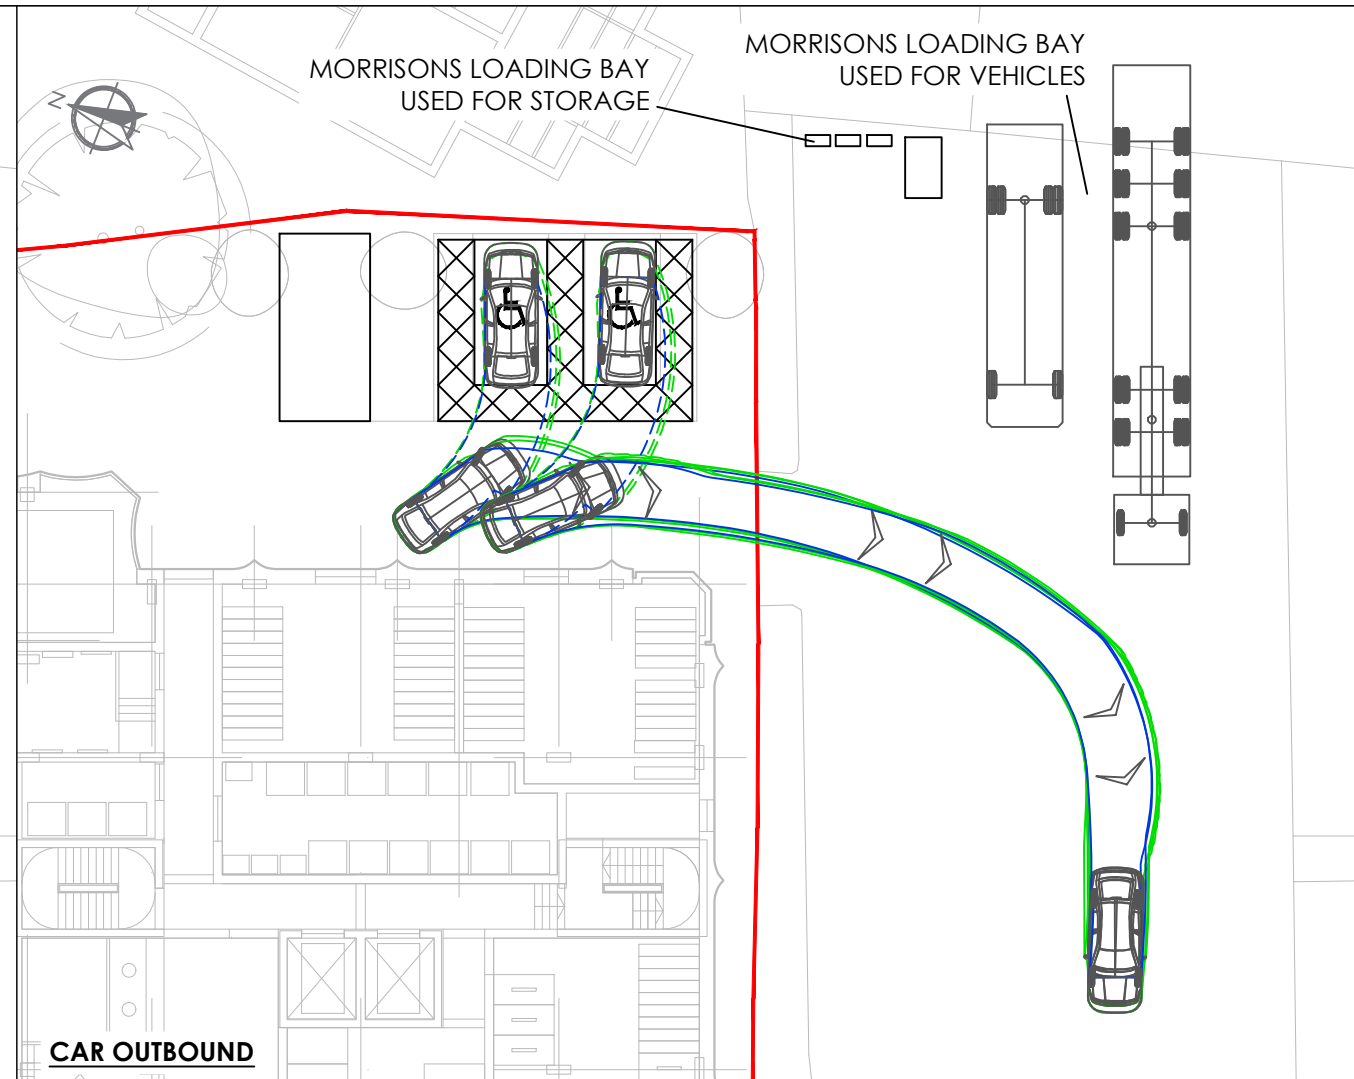 MORRISONS LOADING BAY
USED FOR STORAGE
MORRISONS LOADING BAY
USED FOR VEHICLES
N
CAR OUTBOUND